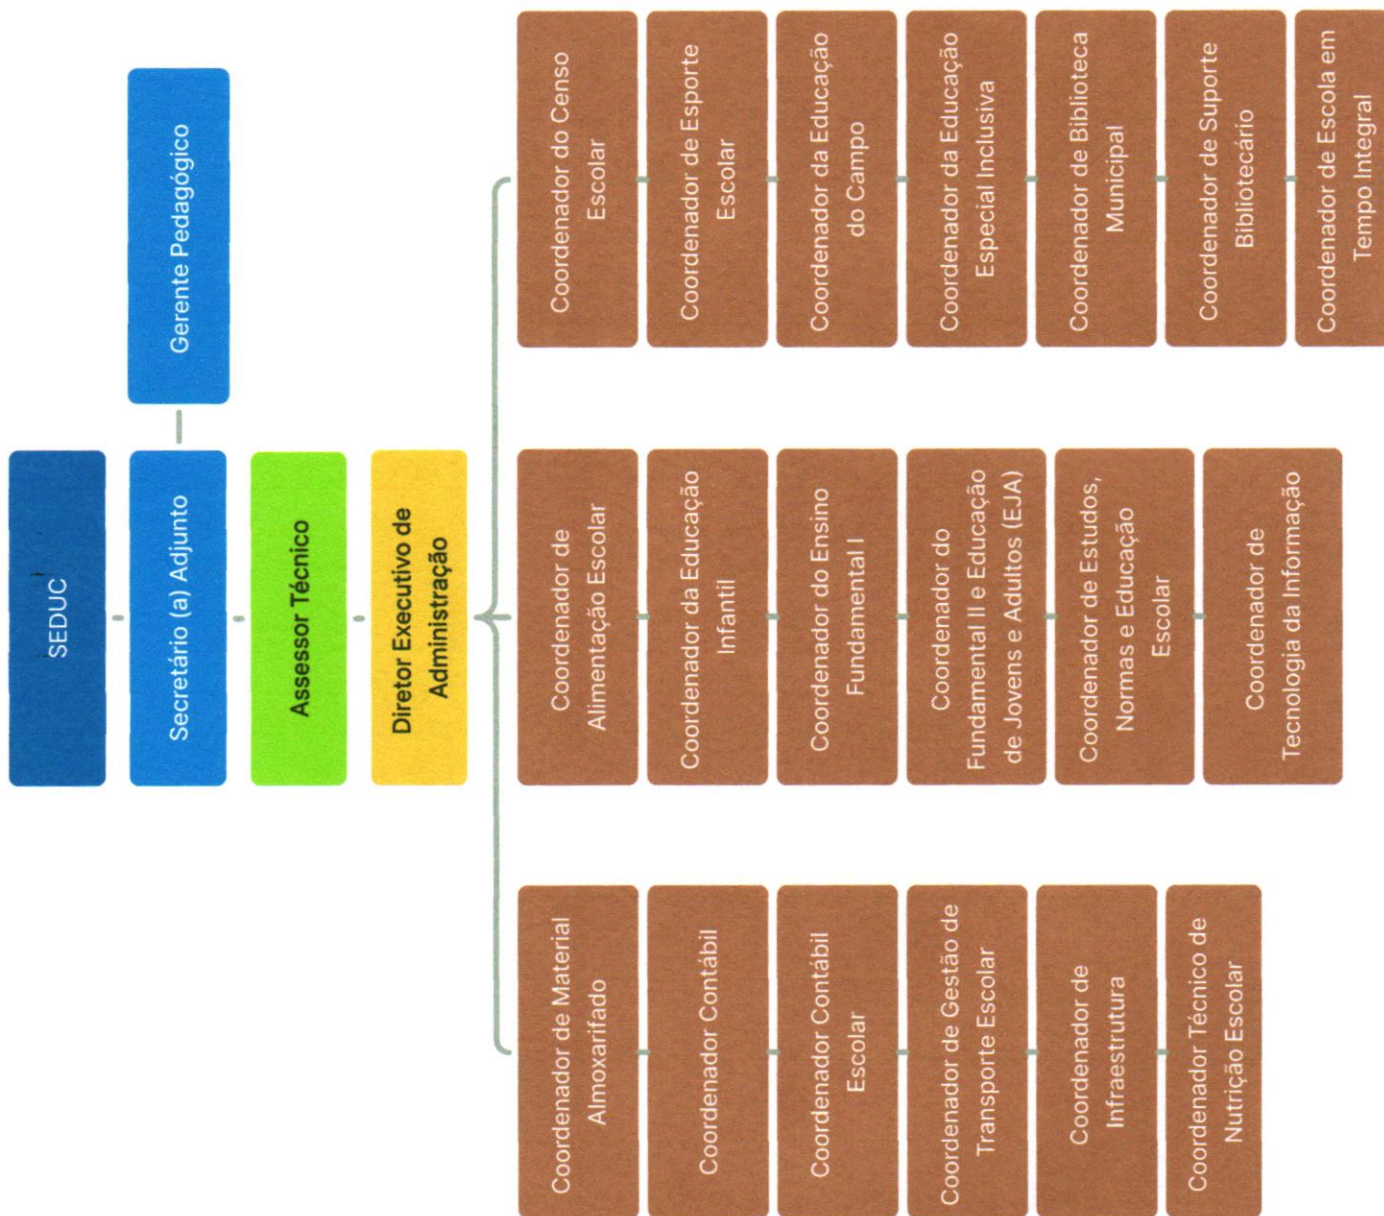 SEDUC
Secretário (a) Adjunto
Gerente Pedagógico
Assessor Técnico
Diretor Executivo de
Administração
Coordenador de Material
Almoxarifado
Coordenador Contábil
Coordenador Contábil
Escolar
Coordenador de Gestão de
Transporte Escolar
Coordenador de
Infraestrutura
Coordenador Técnico de
Nutrição Escolar
Coordenador de
Alimentação Escolar
Coordenador da Educação
Infantil
Coordenador do Ensino
Fundamental I
Coordenador do
Fundamental II e Educação
de Jovens e Adultos (EJA)
Coordenador de Estudos,
Normas e Educação
Escolar
Coordenador de
Tecnologia da Informação
Coordenador do Censo
Escolar
Coordenador de Esporte
Escolar
Coordenador da Educação
do Campo
Coordenador da Educação
Especial Inclusiva
Coordenador de Biblioteca
Municipal
Coordenador de Suporte
Bibliotecário
Coordenador de Escola em
Tempo Integral